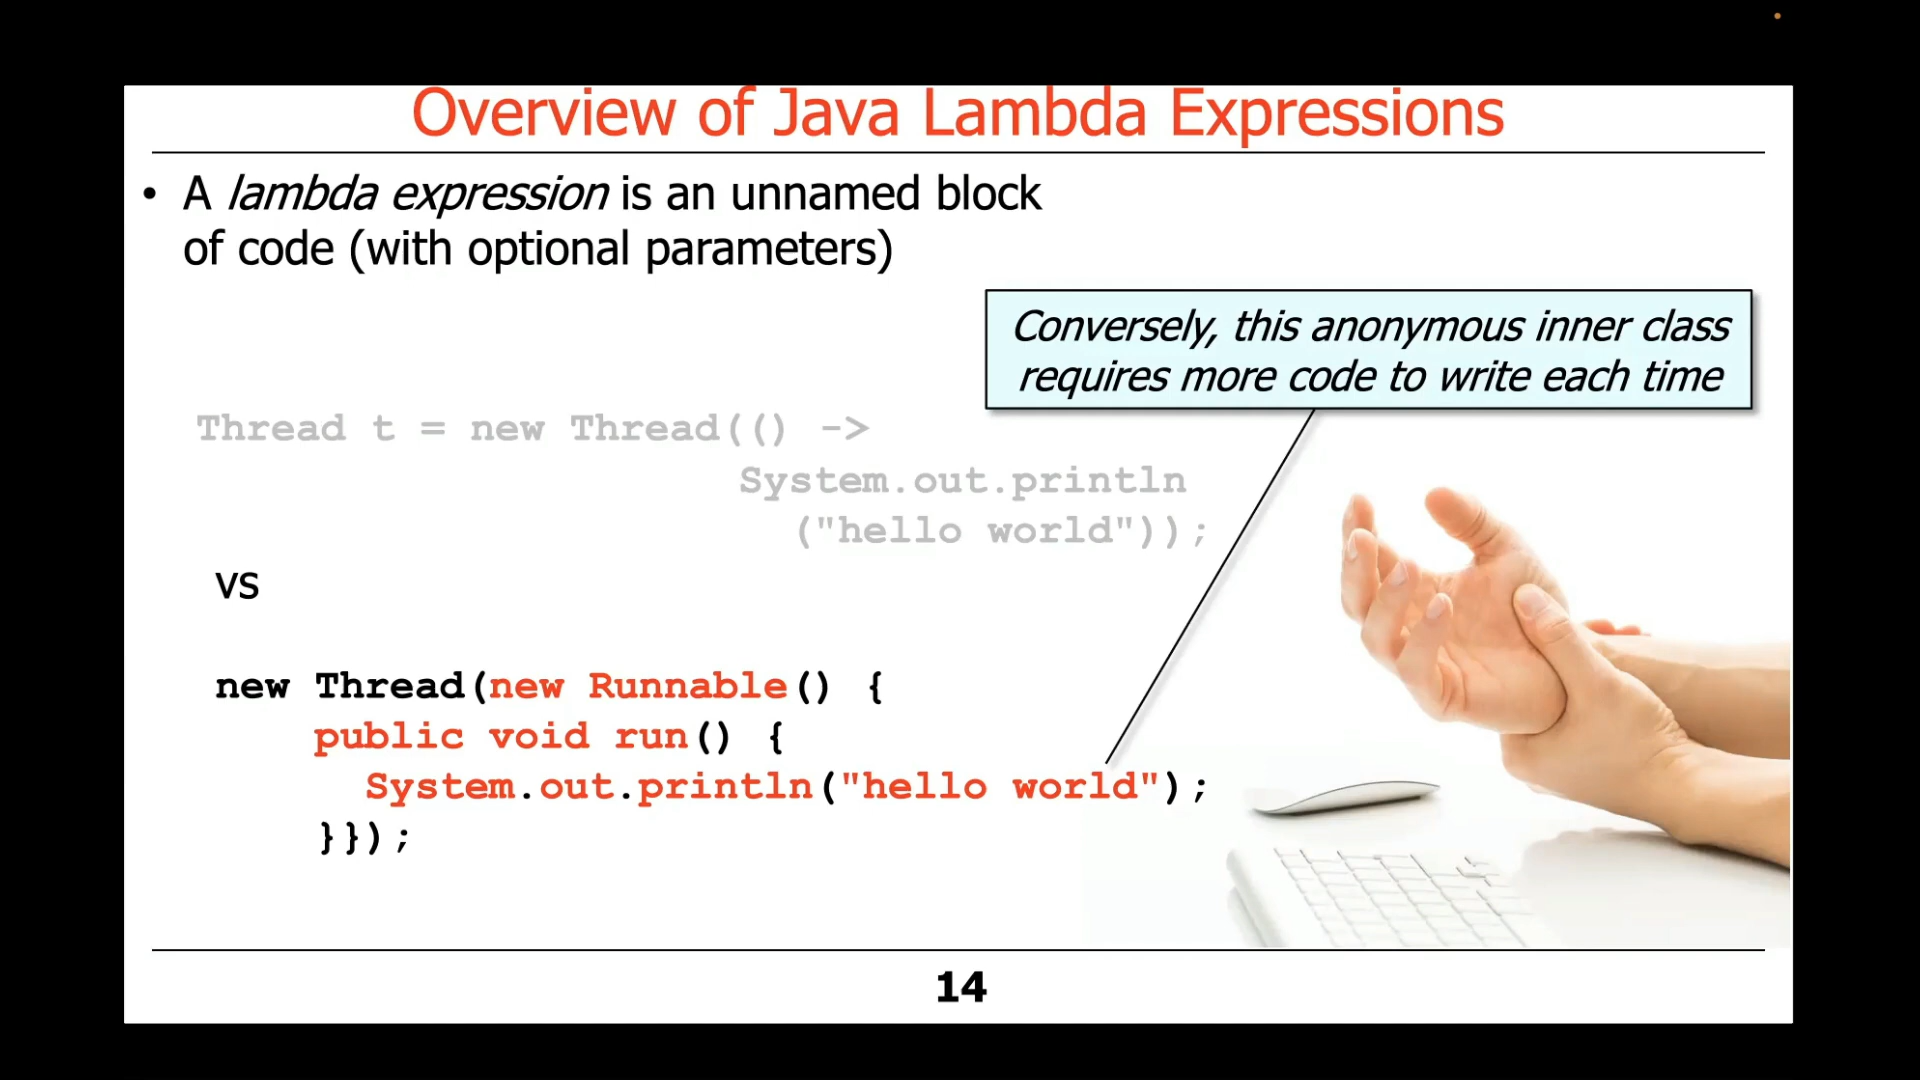 Overview of Java Lambda Expressions
• A lambda expression is an unnamed block
of code (with optional parameters)
Conversely, this anonymous inner class
requires more code to write each time
Thread t = new Thread(() ->
System.out.println
("hello world"));
vs
new Thread(new Runnable() {
public void run() {
System.out.println("hello world");
}});
14